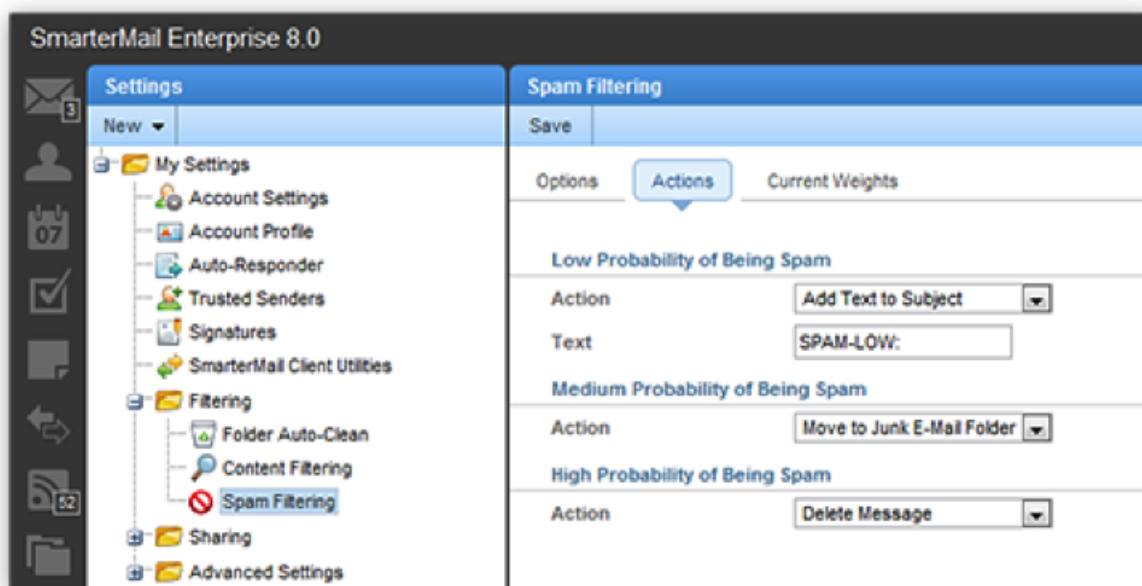 SmarterMail Enterprise 8.0
3
07
52
Settings
New
My Settings
Account Settings
Account Profile
Auto-Responder
Trusted Senders
Signatures
SmarterMail Client Utilities
Filtering
Folder Auto-Clean
Content Filtering
Spam Filtering
Sharing
Advanced Settings
Spam Filtering
Save
Options Actions Current Weights
Low Probability of Being Spam
Action Add Text to Subject
Text SPAM-LOW:
Medium Probability of Being Spam
Action Move to Junk E-Mail Folder
High Probability of Being Spam
Action Delete Message